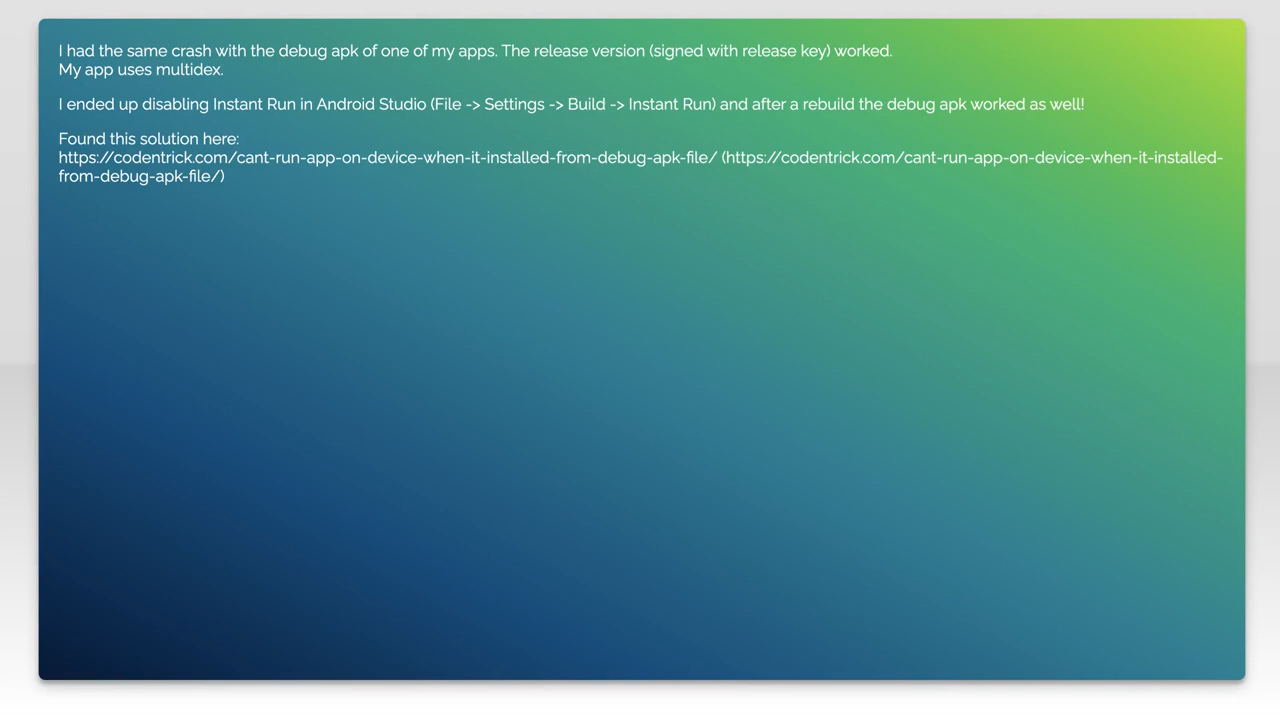 I had the same crash with the debug apk of one of my apps. The release version (signed with release key) worked.
My app uses multidex.
I ended up disabling Instant Run in Android Studio (File -> Settings -> Build -> Instant Run) and after a rebuild the debug apk worked as well!
Found this solution here:
https://codentrick.com/cant-run-app-on-device-when-it-installed-from-debug-apk-file/ (https://codentrick.com/cant-run-app-on-device-when-it-installed-
from-debug-apk-file/)